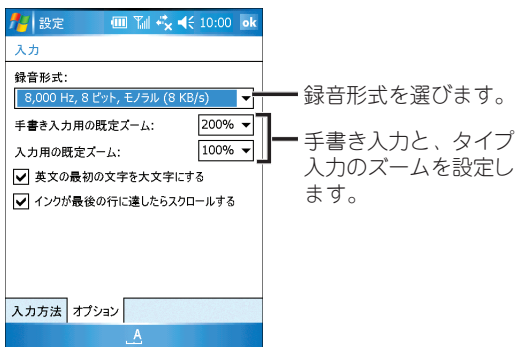 設定 10:00 ok
入力
録音形式:
8,000 Hz, 8 ビット, モノラル (8 KB/s)
録音形式を選びます。
手書き入力用の既定ズーム: 200%
入力用の既定ズーム: 100%
手書き入力と、タイプ
入力のズームを設定し
ます。
英文の最初の文字を大文字にする
インクが最後の行に達したらスクロールする
入力方法 オプション
A